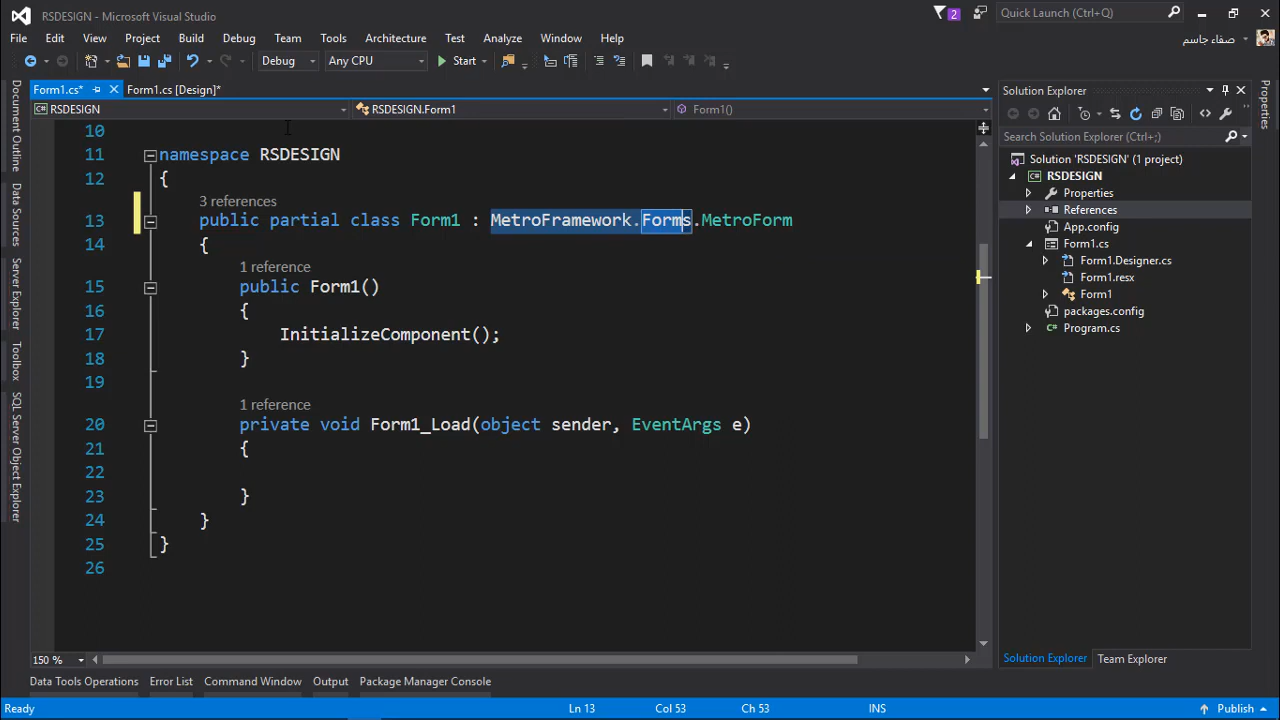 RSDESIGN - Microsoft Visual Studio
2
Quick Launch (Ctrl+Q)
File Edit View Project Build Debug Team Tools Architecture Test Analyze Window Help
صفاء جاسم
Debug Any CPU Start
Form1.cs* Form1.cs [Design]*
RSDESIGN RSDESIGN.Form1 Form1()
10
11 namespace RSDESIGN
12 {
3 references
13 public partial class Form1 : MetroFramework.Forms.MetroForm
14 {
1 reference
15 public Form1()
16 {
17 InitializeComponent();
18 }
19
1 reference
20 private void Form1_Load(object sender, EventArgs e)
21 {
22
23 }
24 }
25 }
26
150 %
Document Outline
Data Sources
Server Explorer
Toolbox
SQL Server Object Explorer
Solution Explorer
Search Solution Explorer (Ctrl+;)
Solution 'RSDESIGN' (1 project)
RSDESIGN
Properties
References
App.config
Form1.cs
Form1.Designer.cs
Form1.resx
Form1
packages.config
Program.cs
Solution Explorer Team Explorer
Properties
Data Tools Operations Error List Command Window Output Package Manager Console
Ready Ln 13 Col 53 Ch 53 INS Publish